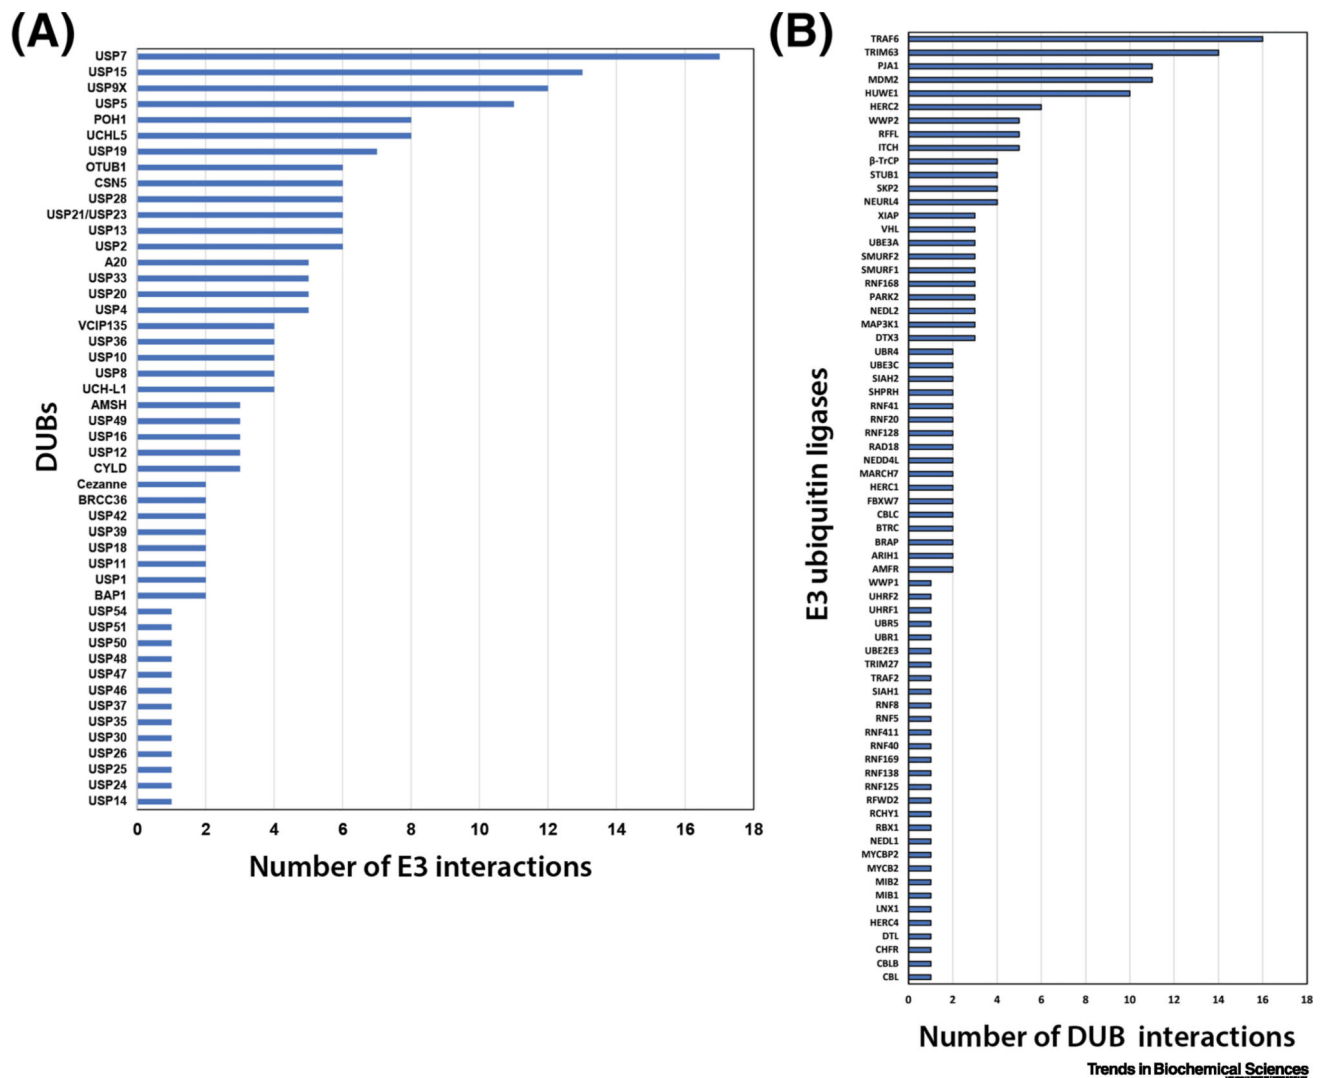 (A)
USP7
USP15
USP9X
USP5
POH1
UCHL5
USP19
OTUB1
CSN5
USP28
USP21/USP23
USP13
USP2
A20
USP33
USP20
USP4
VCIP135
USP36
USP10
USP8
UCH-L1
AMSH
USP49
USP16
USP12
CYLD
Cezanne
BRCC36
USP42
USP39
USP18
USP11
USP1
BAP1
USP54
USP51
USP50
USP48
USP47
USP46
USP37
USP35
USP30
USP26
USP25
USP24
USP14
DUBs
0 2 4 6 8 10 12 14 16 18
Number of E3 interactions
(B)
TRAF6
TRIM63
PJA1
MDM2
HUWE1
HERC2
WWP2
RFFL
ITCH
β-TrCP
STUB1
SKP2
NEURL4
XIAP
VHL
UBE3A
SMURF2
SMURF1
RNF168
PARK2
NEDL2
MAP3K1
DTX3
UBR4
UBE3C
SIAH2
SHPRH
RNF41
RNF20
RNF128
RAD18
NEDD4L
MARCH7
HERC1
FBXW7
CBLC
BTRC
BRAP
ARIH1
AMFR
WWP1
UHRF2
UHRF1
UBR5
UBR1
UBE2E3
TRIM27
TRAF2
SIAH1
RNF8
RNF5
RNF411
RNF40
RNF169
RNF138
RNF125
RFWD2
RCHY1
RBX1
NEDL1
MYCBP2
MYCB2
MIB2
MIB1
LNX1
HERC4
DTL
CHFR
CBLB
CBL
E3 ubiquitin ligases
0 2 4 6 8 10 12 14 16 18
Number of DUB interactions
Trends in Biochemical Sciences